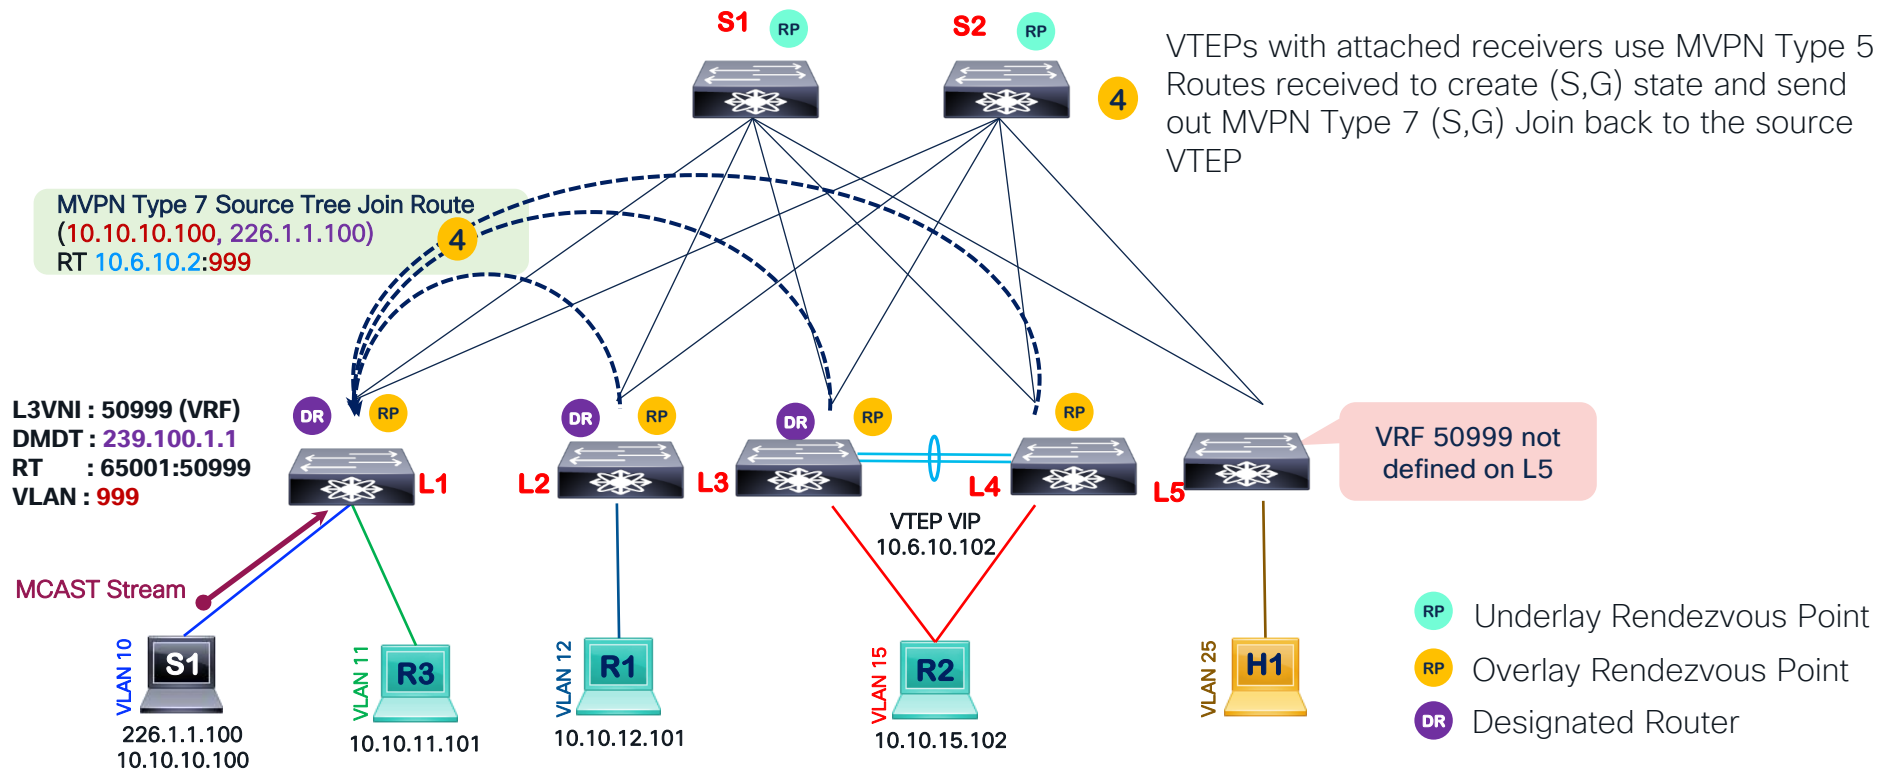 S1 RP
S2 RP
4
VTEPs with attached receivers use MVPN Type 5
Routes received to create (S,G) state and send
out MVPN Type 7 (S,G) Join back to the source
VTEP
MVPN Type 7 Source Tree Join Route
(10.10.10.100, 226.1.1.100)
RT 10.6.10.2:999
4
L3VNI : 50999 (VRF)
DMDT : 239.100.1.1
RT : 65001:50999
VLAN : 999
DR RP
L1
DR RP
L2
DR RP
L3
RP
L4
L5
VRF 50999 not
defined on L5
VTEP VIP
10.6.10.102
MCAST Stream
VLAN 10
S1
226.1.1.100
10.10.10.100
VLAN 11
R3
10.10.11.101
VLAN 12
R1
10.10.12.101
VLAN 15
R2
10.10.15.102
VLAN 25
H1
RP Underlay Rendezvous Point
RP Overlay Rendezvous Point
DR Designated Router